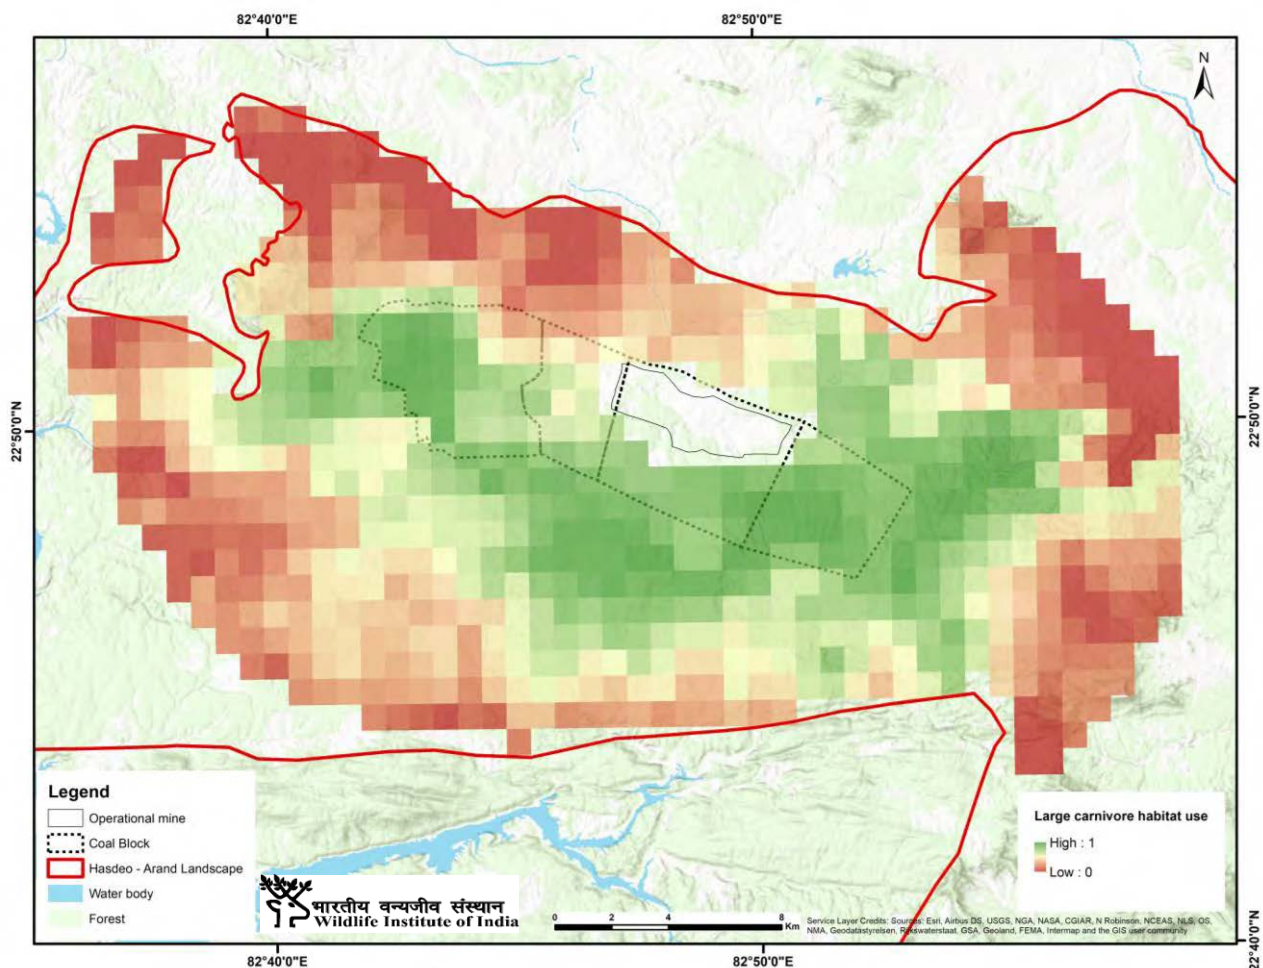 82°40'0"E
82°50'0"E
N
22°50'0"N
22°50'0"N
Legend
Operational mine
Coal Block
Hasdeo - Arand Landscape
Water body
Forest
भारतीय वन्यजीव संस्थान
Wildlife Institute of India
0 2 4 8
Km
Large carnivore habitat use
High : 1
Low : 0
Service Layer Credits: Sources: Esri, Airbus DS, USGS, NGA, NASA, CGIAR, N Robinson, NCEAS, NLS, OS,
NMA, Geodatastyrelsen, Rijkswaterstaat, GSA, Geoland, FEMA, Intermap and the GIS user community
22°40'0"N
82°40'0"E
82°50'0"E